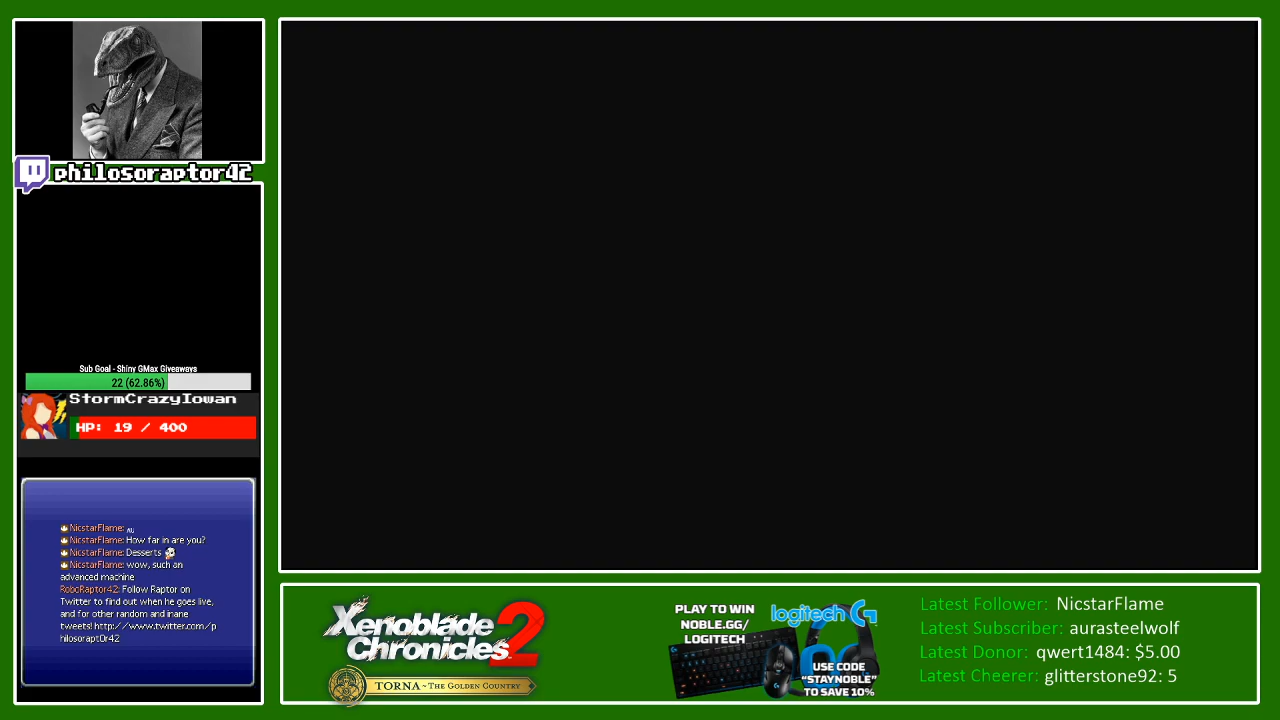 philosoraptor42
Sub Goal - Shiny GMax Giveaways
22 (62.86%)
StormCrazyIowan
HP: 19 / 400
NicstarFlame:
NicstarFlame: How far in are you?
NicstarFlame: Desserts
NicstarFlame: wow, such an
advanced machine
RoboRaptor42: Follow Raptor on
Twitter to find out when he goes live,
and for other random and inane
tweets! http://www.twitter.com/p
hilosoraptor42
Xenoblade
Chronicles 2
TORNA ~ THE GOLDEN COUNTRY
PLAY TO WIN
NOBLE.GG/
LOGITECH
logitech G
USE CODE
"STAYNOBLE"
TO SAVE 10%
Latest Follower: NicstarFlame
Latest Subscriber: aurasteelwolf
Latest Donor: qwert1484: $5.00
Latest Cheerer: glitterstone92: 5